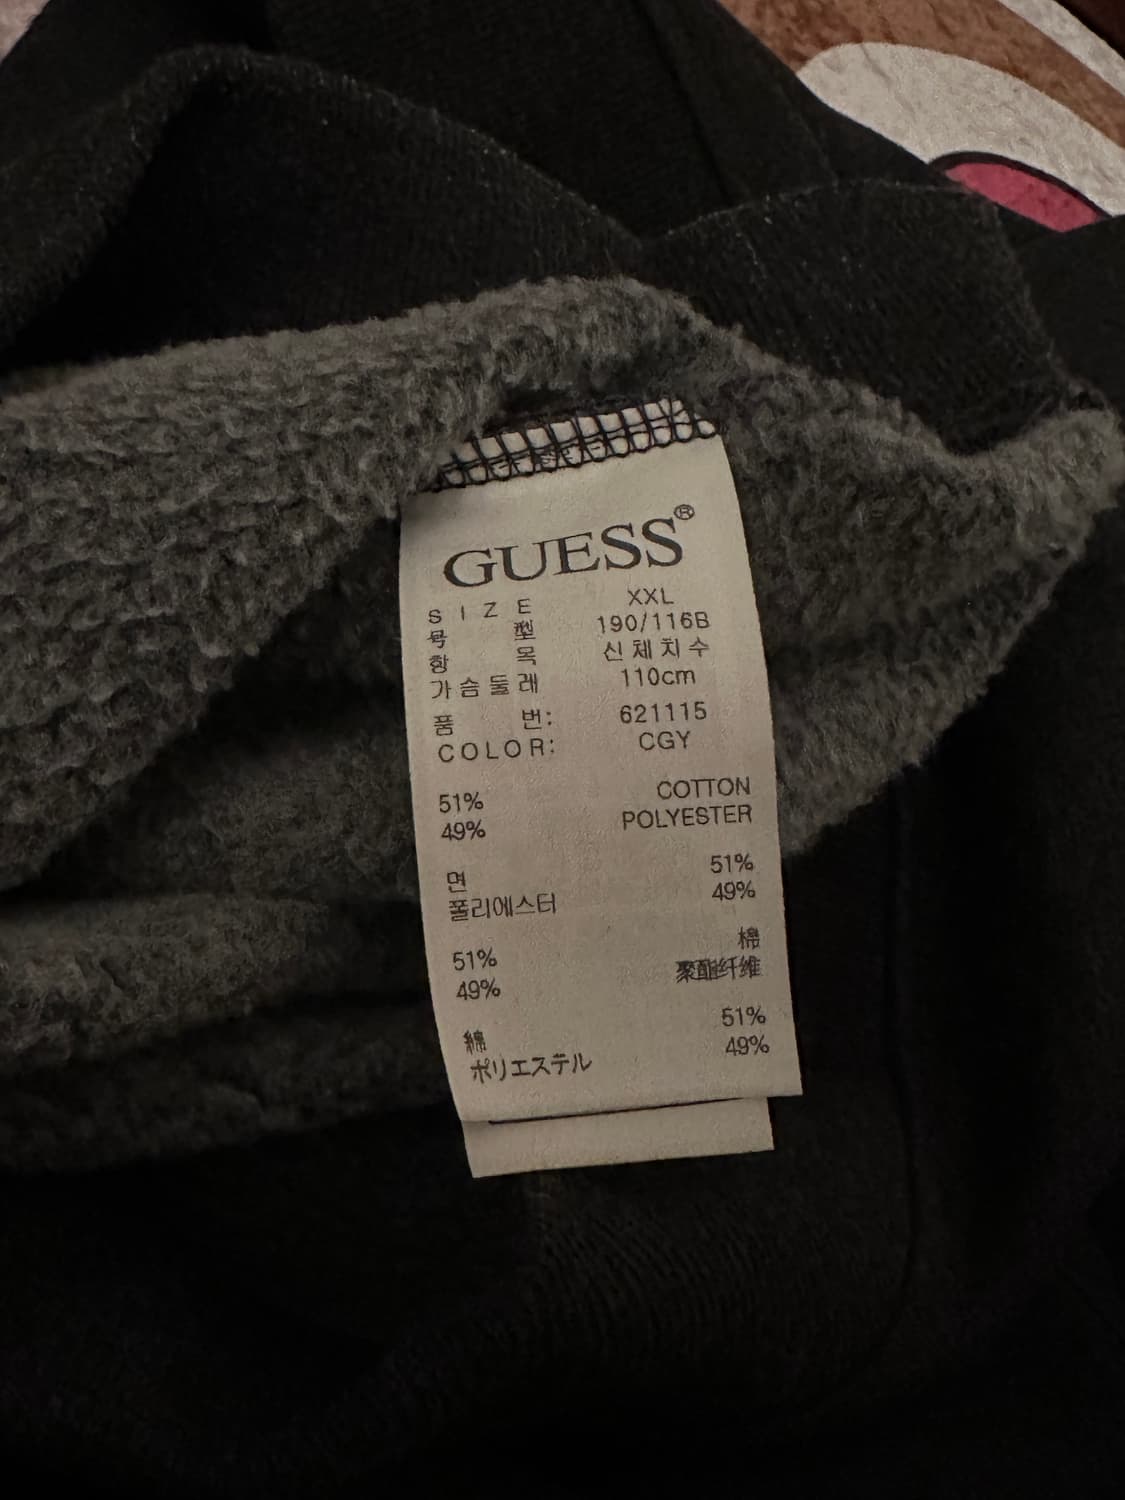 GUESS®
SIZE XXL
号型 190/116B
항목 신체치수
가슴둘레 110cm
품번: 621115
COLOR: CGY
51% COTTON
49% POLYESTER
면 51%
폴리에스터 49%
51% 棉
49% 聚酯纤维
綿 51%
ポリエステル 49%